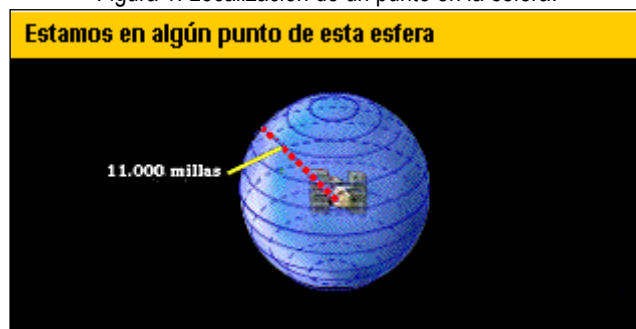 Figura 1. Localización de un punto en la esfera.
Estamos en algún punto de esta esfera
11.000 millas